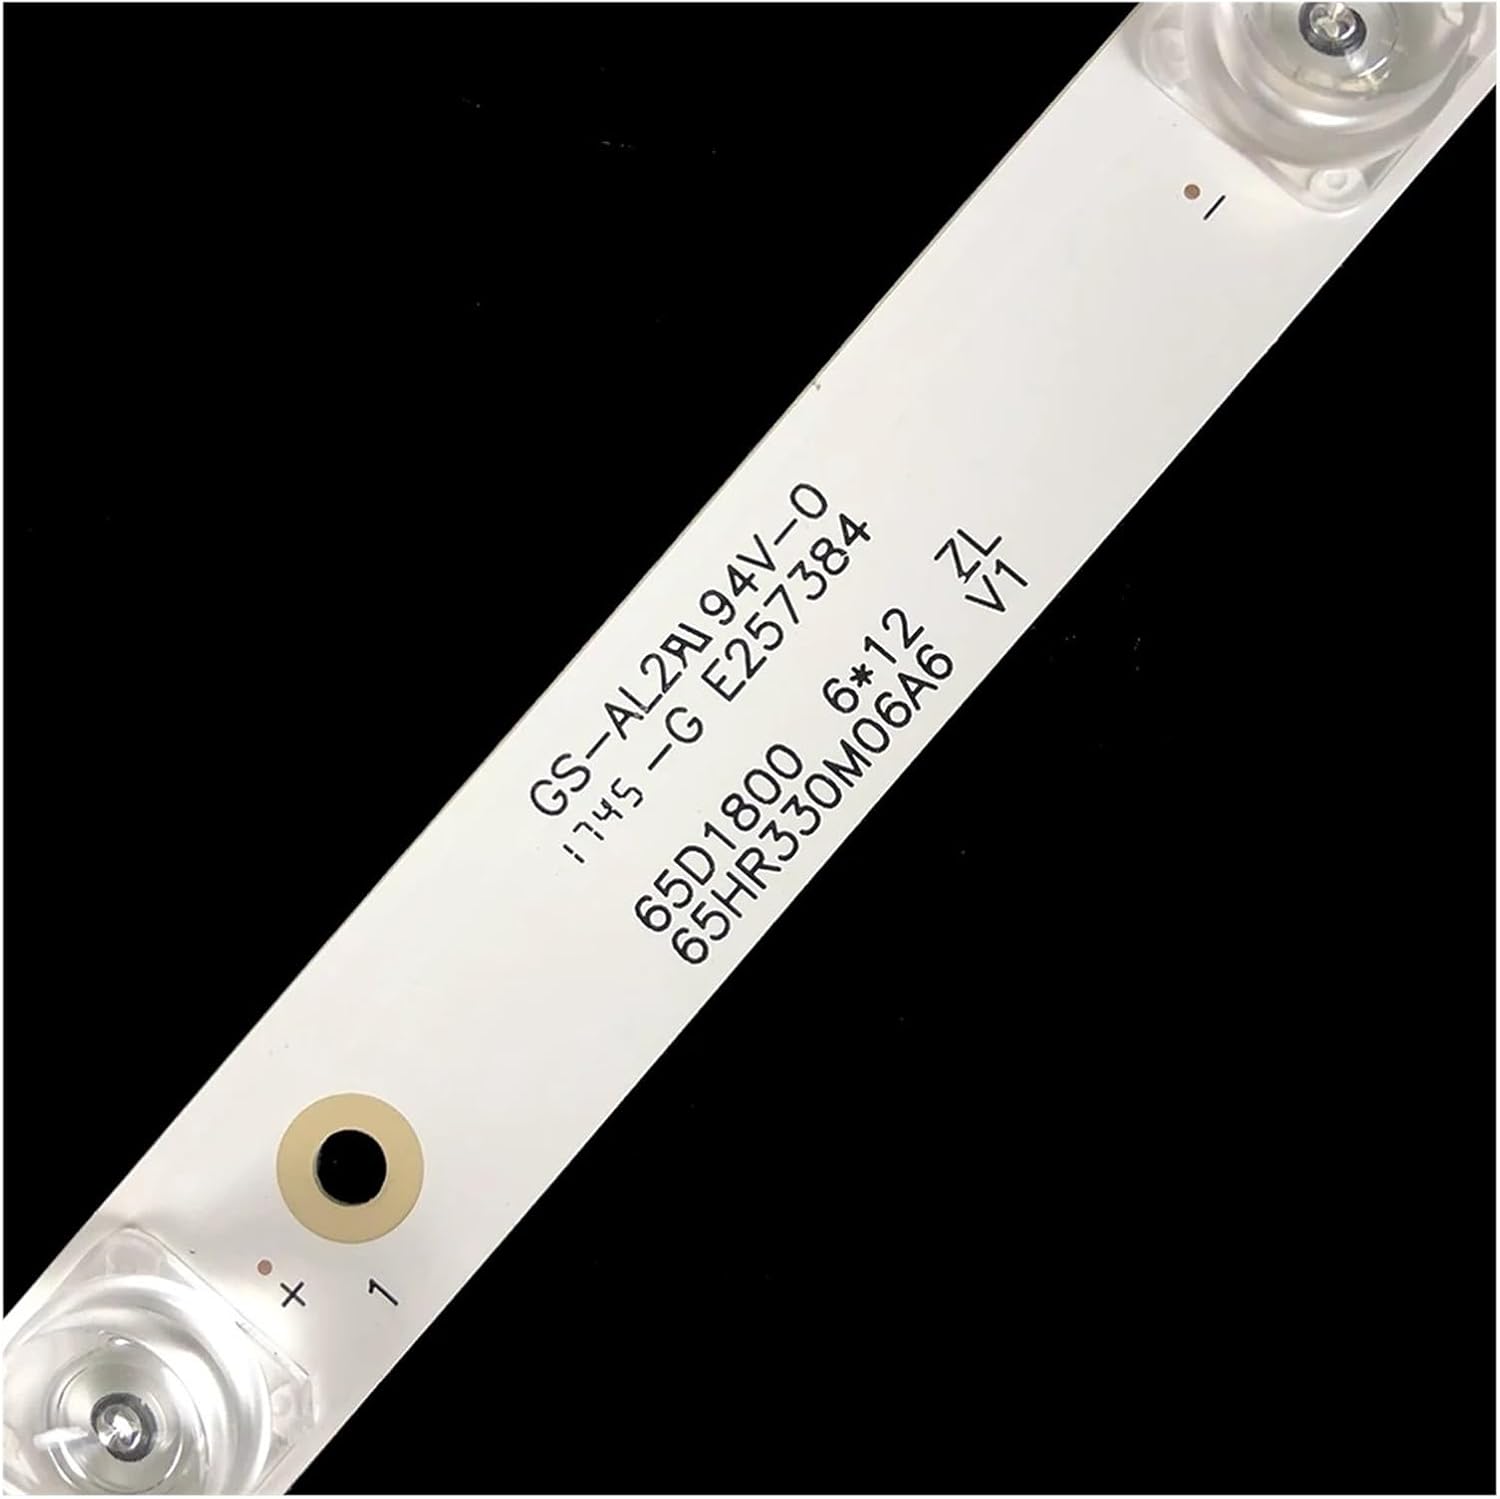 GS-AL2 94V-0
1745 -G E257384
65D1800 6*12 ZL
65HR330M06A6 V1
-
+
1